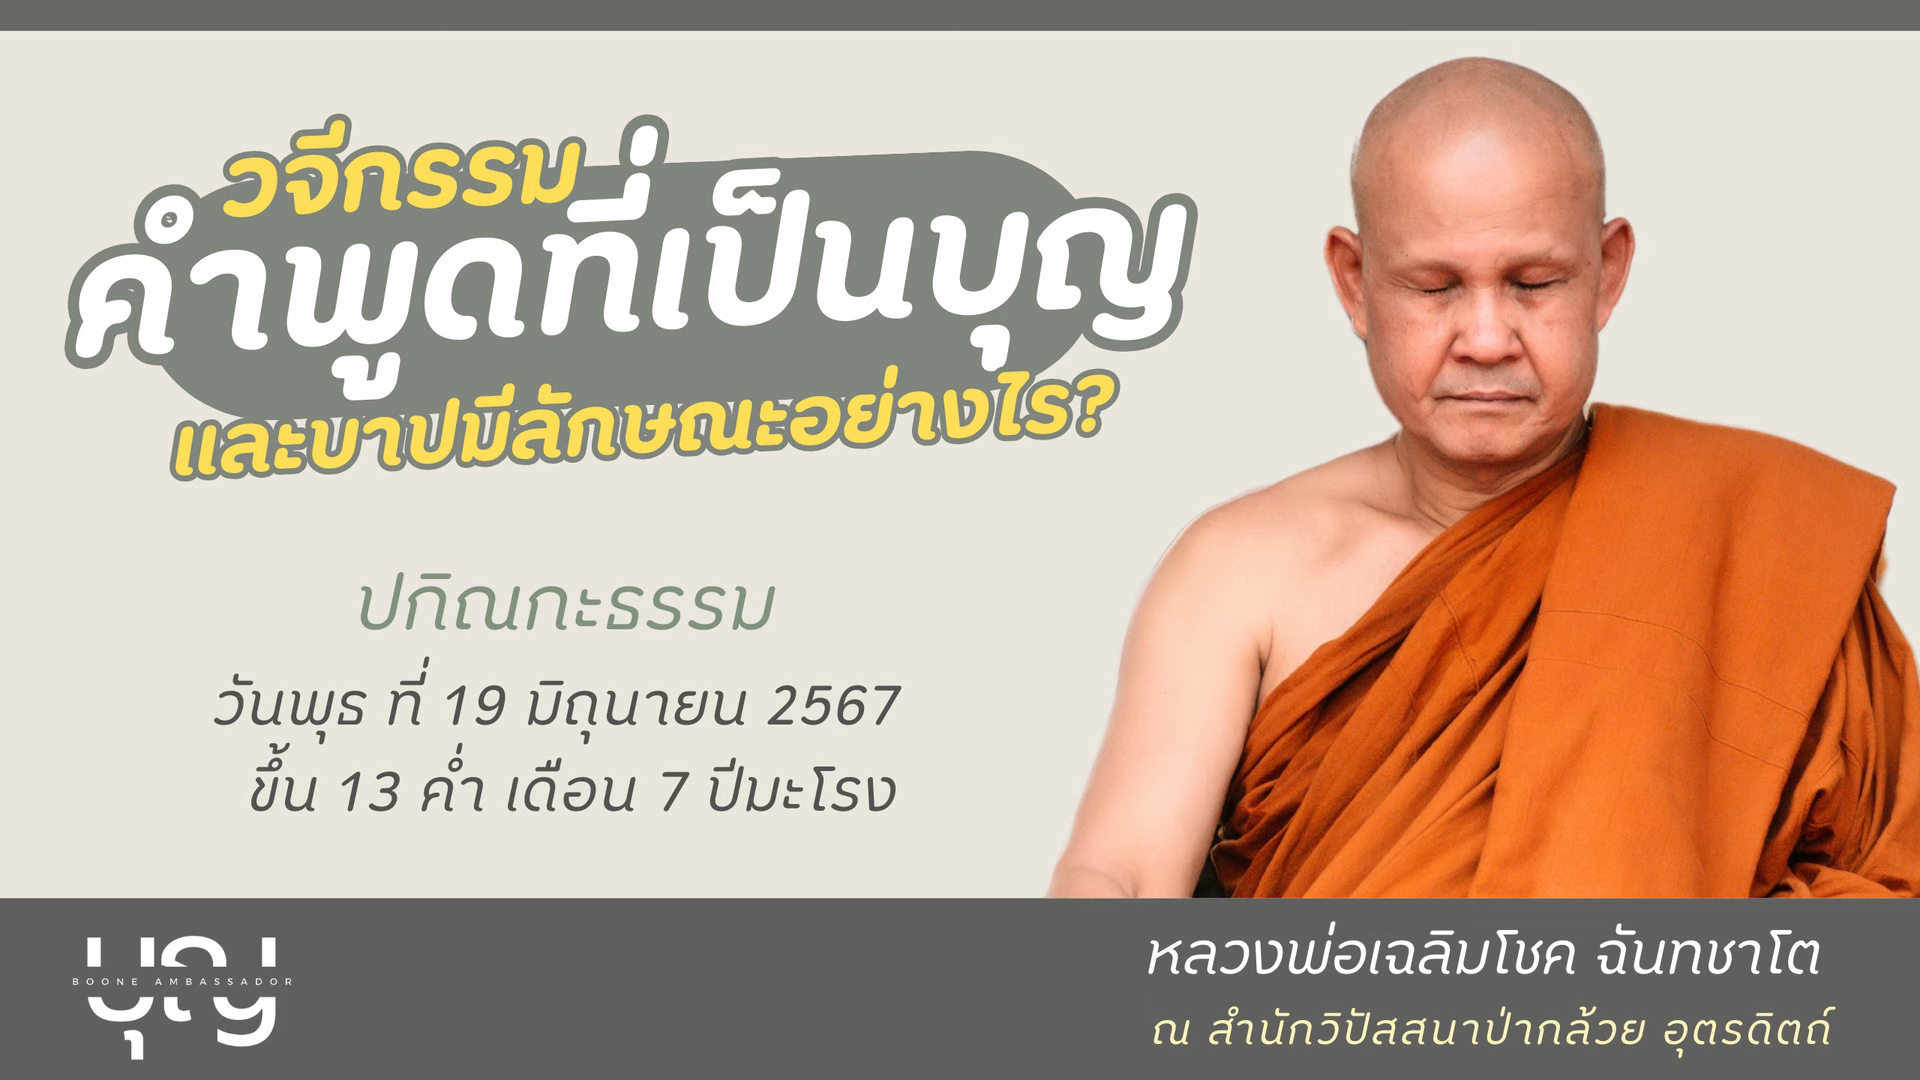 วจีกรรม
คำพูดที่เป็นบุญ
และบาปมีลักษณะอย่างไร?
ปกิณกะธรรม
วันพุธ ที่ 19 มิถุนายน 2567
ขึ้น 13 ค่ำ เดือน 7 ปีมะโรง
บุญ
BOONE AMBASSADOR
หลวงพ่อเฉลิมโชค ฉันทชาโต
ณ สำนักวิปัสสนาป่ากล้วย อุตรดิตถ์